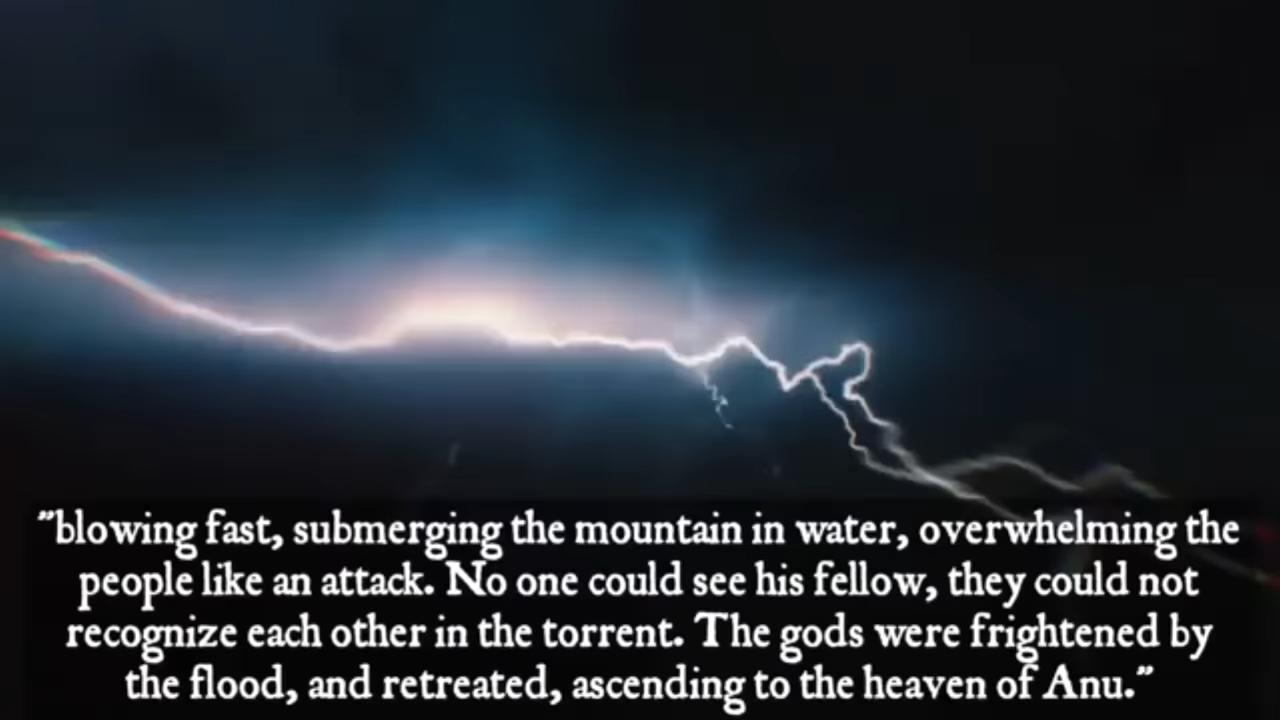 "blowing fast, submerging the mountain in water, overwhelming the
people like an attack. No one could see his fellow, they could not
recognize each other in the torrent. The gods were frightened by
the flood, and retreated, ascending to the heaven of Anu."